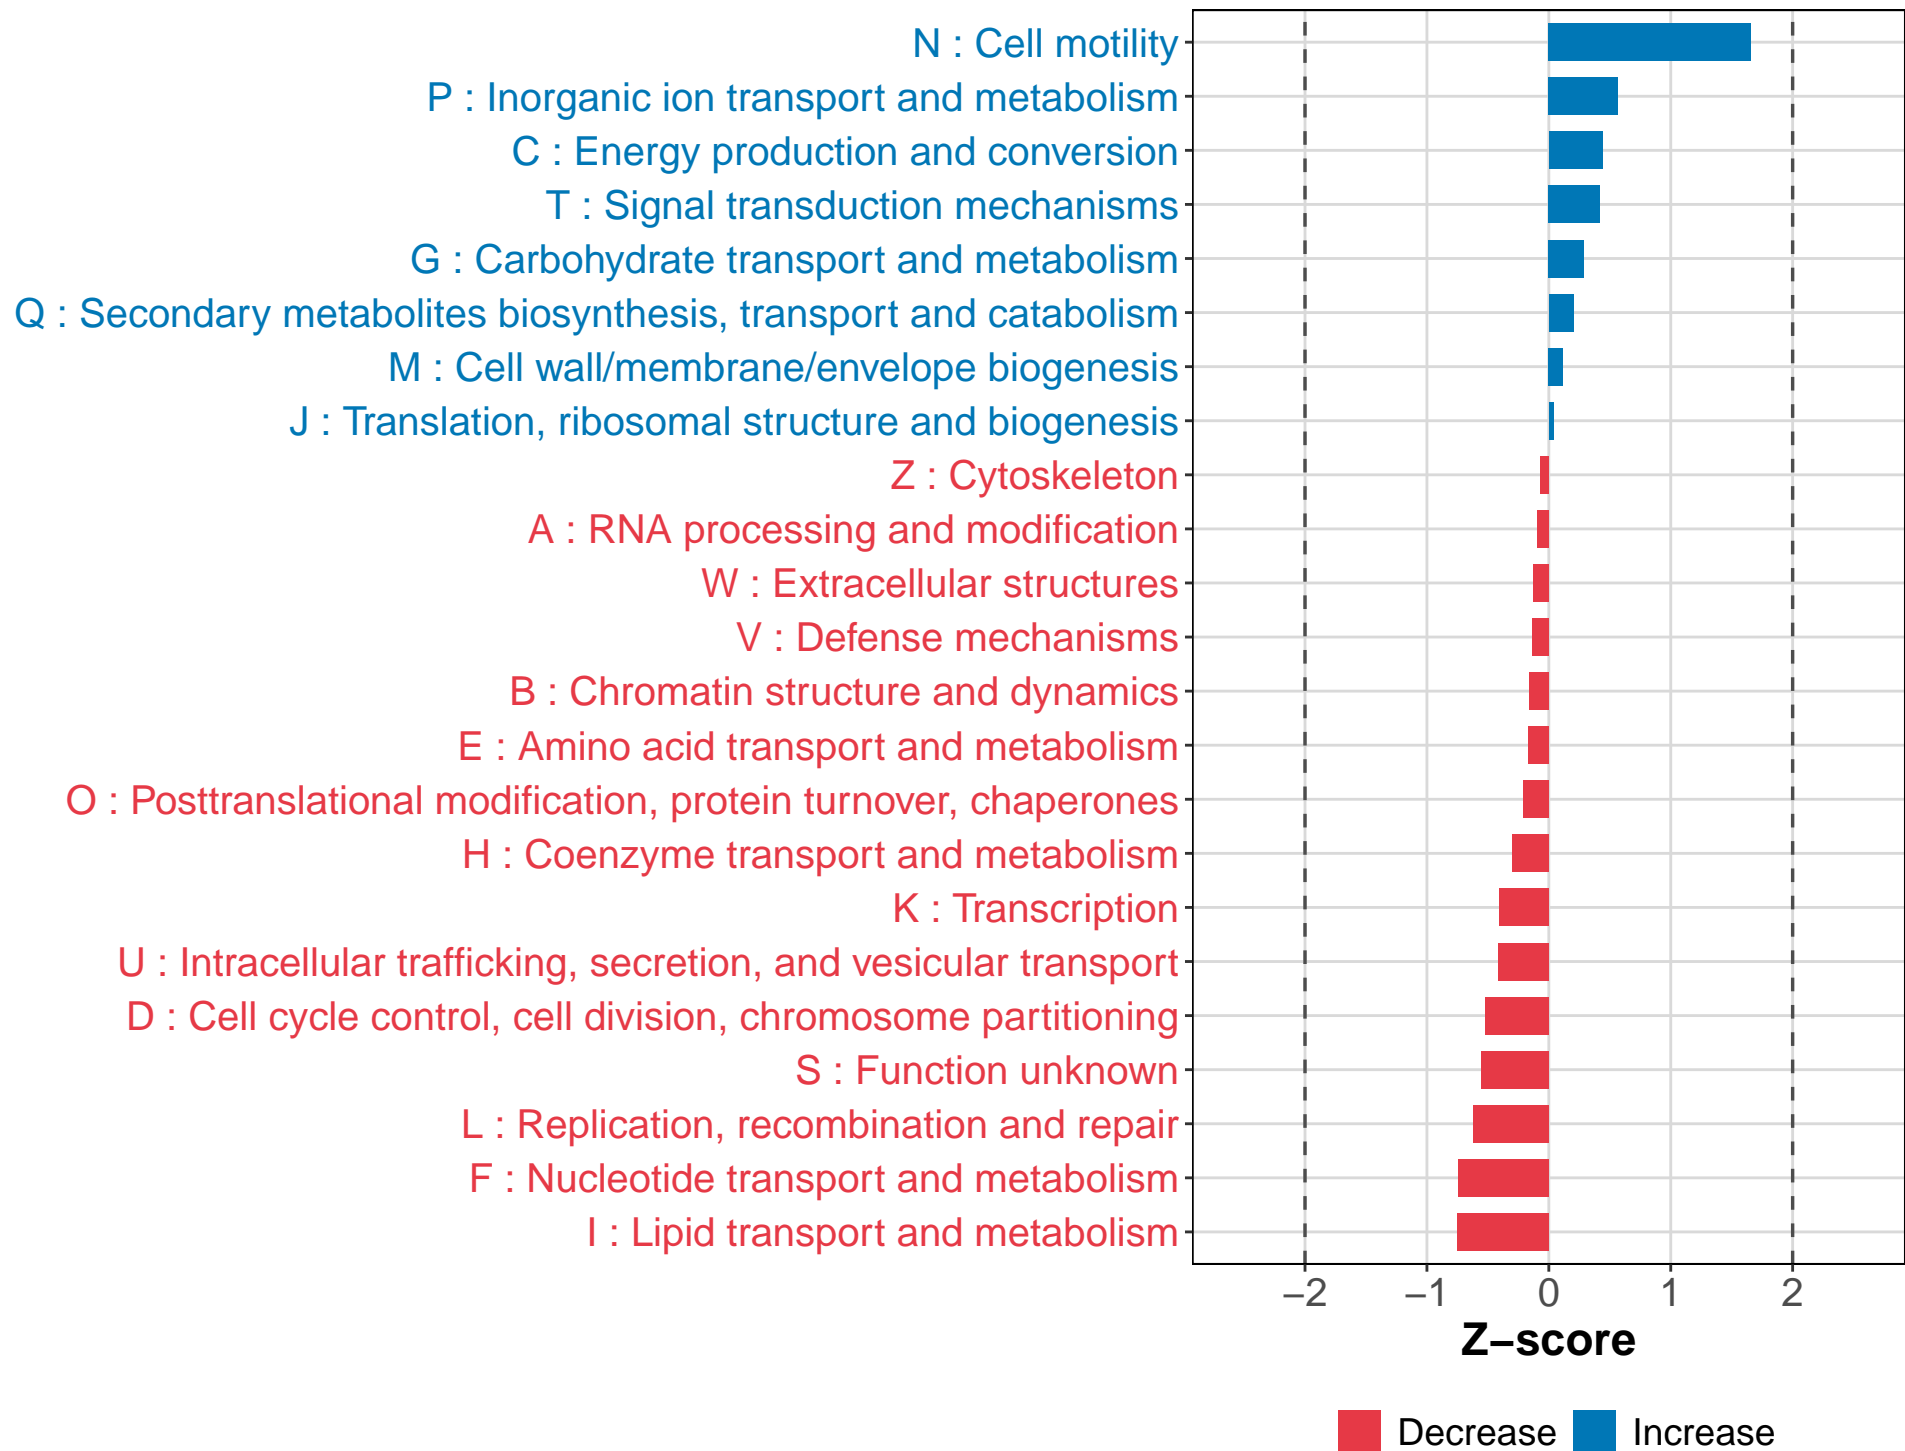 N : Cell motility
P : Inorganic ion transport and metabolism
C : Energy production and conversion
T : Signal transduction mechanisms
G : Carbohydrate transport and metabolism
Q : Secondary metabolites biosynthesis, transport and catabolism
M : Cell wall/membrane/envelope biogenesis
J : Translation, ribosomal structure and biogenesis
Z : Cytoskeleton
A : RNA processing and modification
W : Extracellular structures
V : Defense mechanisms
B : Chromatin structure and dynamics
E : Amino acid transport and metabolism
O : Posttranslational modification, protein turnover, chaperones
H : Coenzyme transport and metabolism
K : Transcription
U : Intracellular trafficking, secretion, and vesicular transport
D : Cell cycle control, cell division, chromosome partitioning
S : Function unknown
L : Replication, recombination and repair
F : Nucleotide transport and metabolism
I : Lipid transport and metabolism
−2 −1 0 1 2
Z−score
Decrease Increase